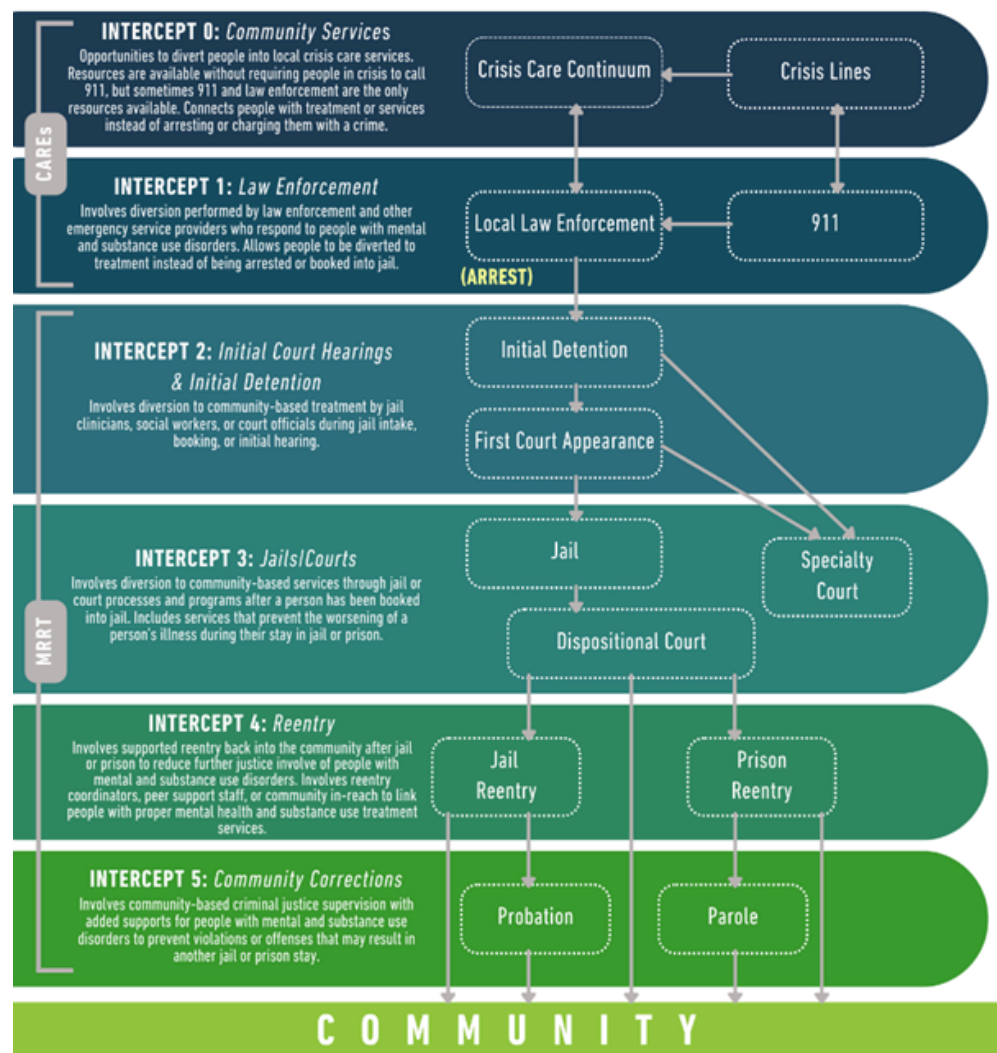 INTERCEPT 0: Community Services
Opportunities to divert people into local crisis care services.
Resources are available without requiring people in crisis to call
911, but sometimes 911 and law enforcement are the only
resources available. Connects people with treatment or services
instead of arresting or charging them with a crime.
Crisis Care Continuum
Crisis Lines
CAREs
INTERCEPT 1: Law Enforcement
Involves diversion performed by law enforcement and other
emergency service providers who respond to people with mental
and substance use disorders. Allows people to be diverted to
treatment instead of being arrested or booked into jail.
Local Law Enforcement
911
(ARREST)
INTERCEPT 2: Initial Court Hearings
& Initial Detention
Involves diversion to community-based treatment by jail
clinicians, social workers, or court officials during jail intake,
booking, or initial hearing.
Initial Detention
First Court Appearance
INTERCEPT 3: Jails/Courts
Involves diversion to community-based services through jail or
court processes and programs after a person has been booked
into jail. Includes services that prevent the worsening of a
person's illness during their stay in jail or prison.
Jail
Specialty
Court
Dispositional Court
MRRT
INTERCEPT 4: Reentry
Involves supported reentry back into the community after jail
or prison to reduce further justice involve of people with
mental and substance use disorders. Involves reentry
coordinators, peer support staff, or community in-reach to link
people with proper mental health and substance use treatment
services.
Jail
Reentry
Prison
Reentry
INTERCEPT 5: Community Corrections
Involves community-based criminal justice supervision with
added supports for people with mental and substance use
disorders to prevent violations or offenses that may result in
another jail or prison stay.
Probation
Parole
COMMUNITY